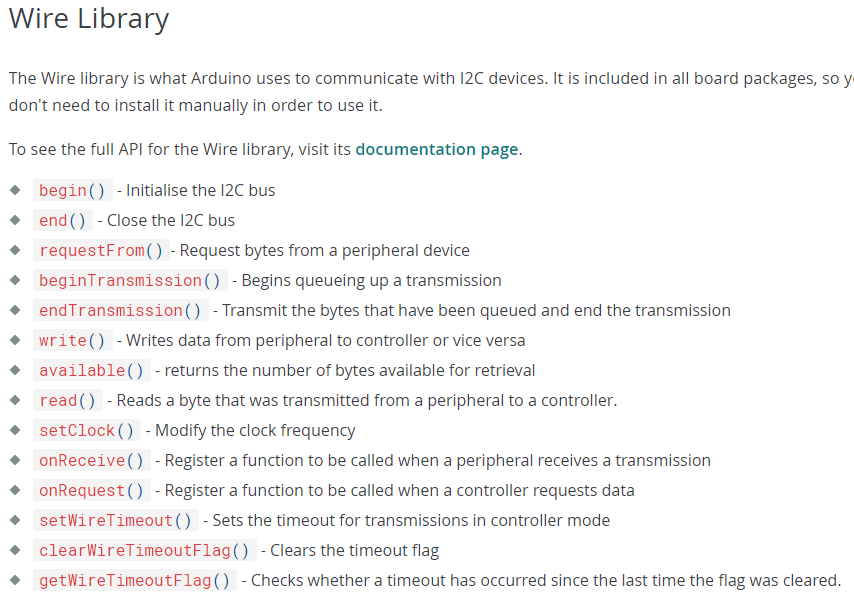 Wire Library
The Wire library is what Arduino uses to communicate with I2C devices. It is included in all board packages, so
don't need to install it manually in order to use it.
To see the full API for the Wire library, visit its documentation page.
begin() - Initialise the I2C bus
end() - Close the I2C bus
requestFrom() - Request bytes from a peripheral device
beginTransmission() - Begins queueing up a transmission
endTransmission() - Transmit the bytes that have been queued and end the transmission
write() - Writes data from peripheral to controller or vice versa
available() - returns the number of bytes available for retrieval
read() - Reads a byte that was transmitted from a peripheral to a controller.
setClock() - Modify the clock frequency
onReceive() - Register a function to be called when a peripheral receives a transmission
onRequest() - Register a function to be called when a controller requests data
setWireTimeout() - Sets the timeout for transmissions in controller mode
clearWireTimeoutFlag() - Clears the timeout flag
getWireTimeoutFlag() - Checks whether a timeout has occurred since the last time the flag was cleared.